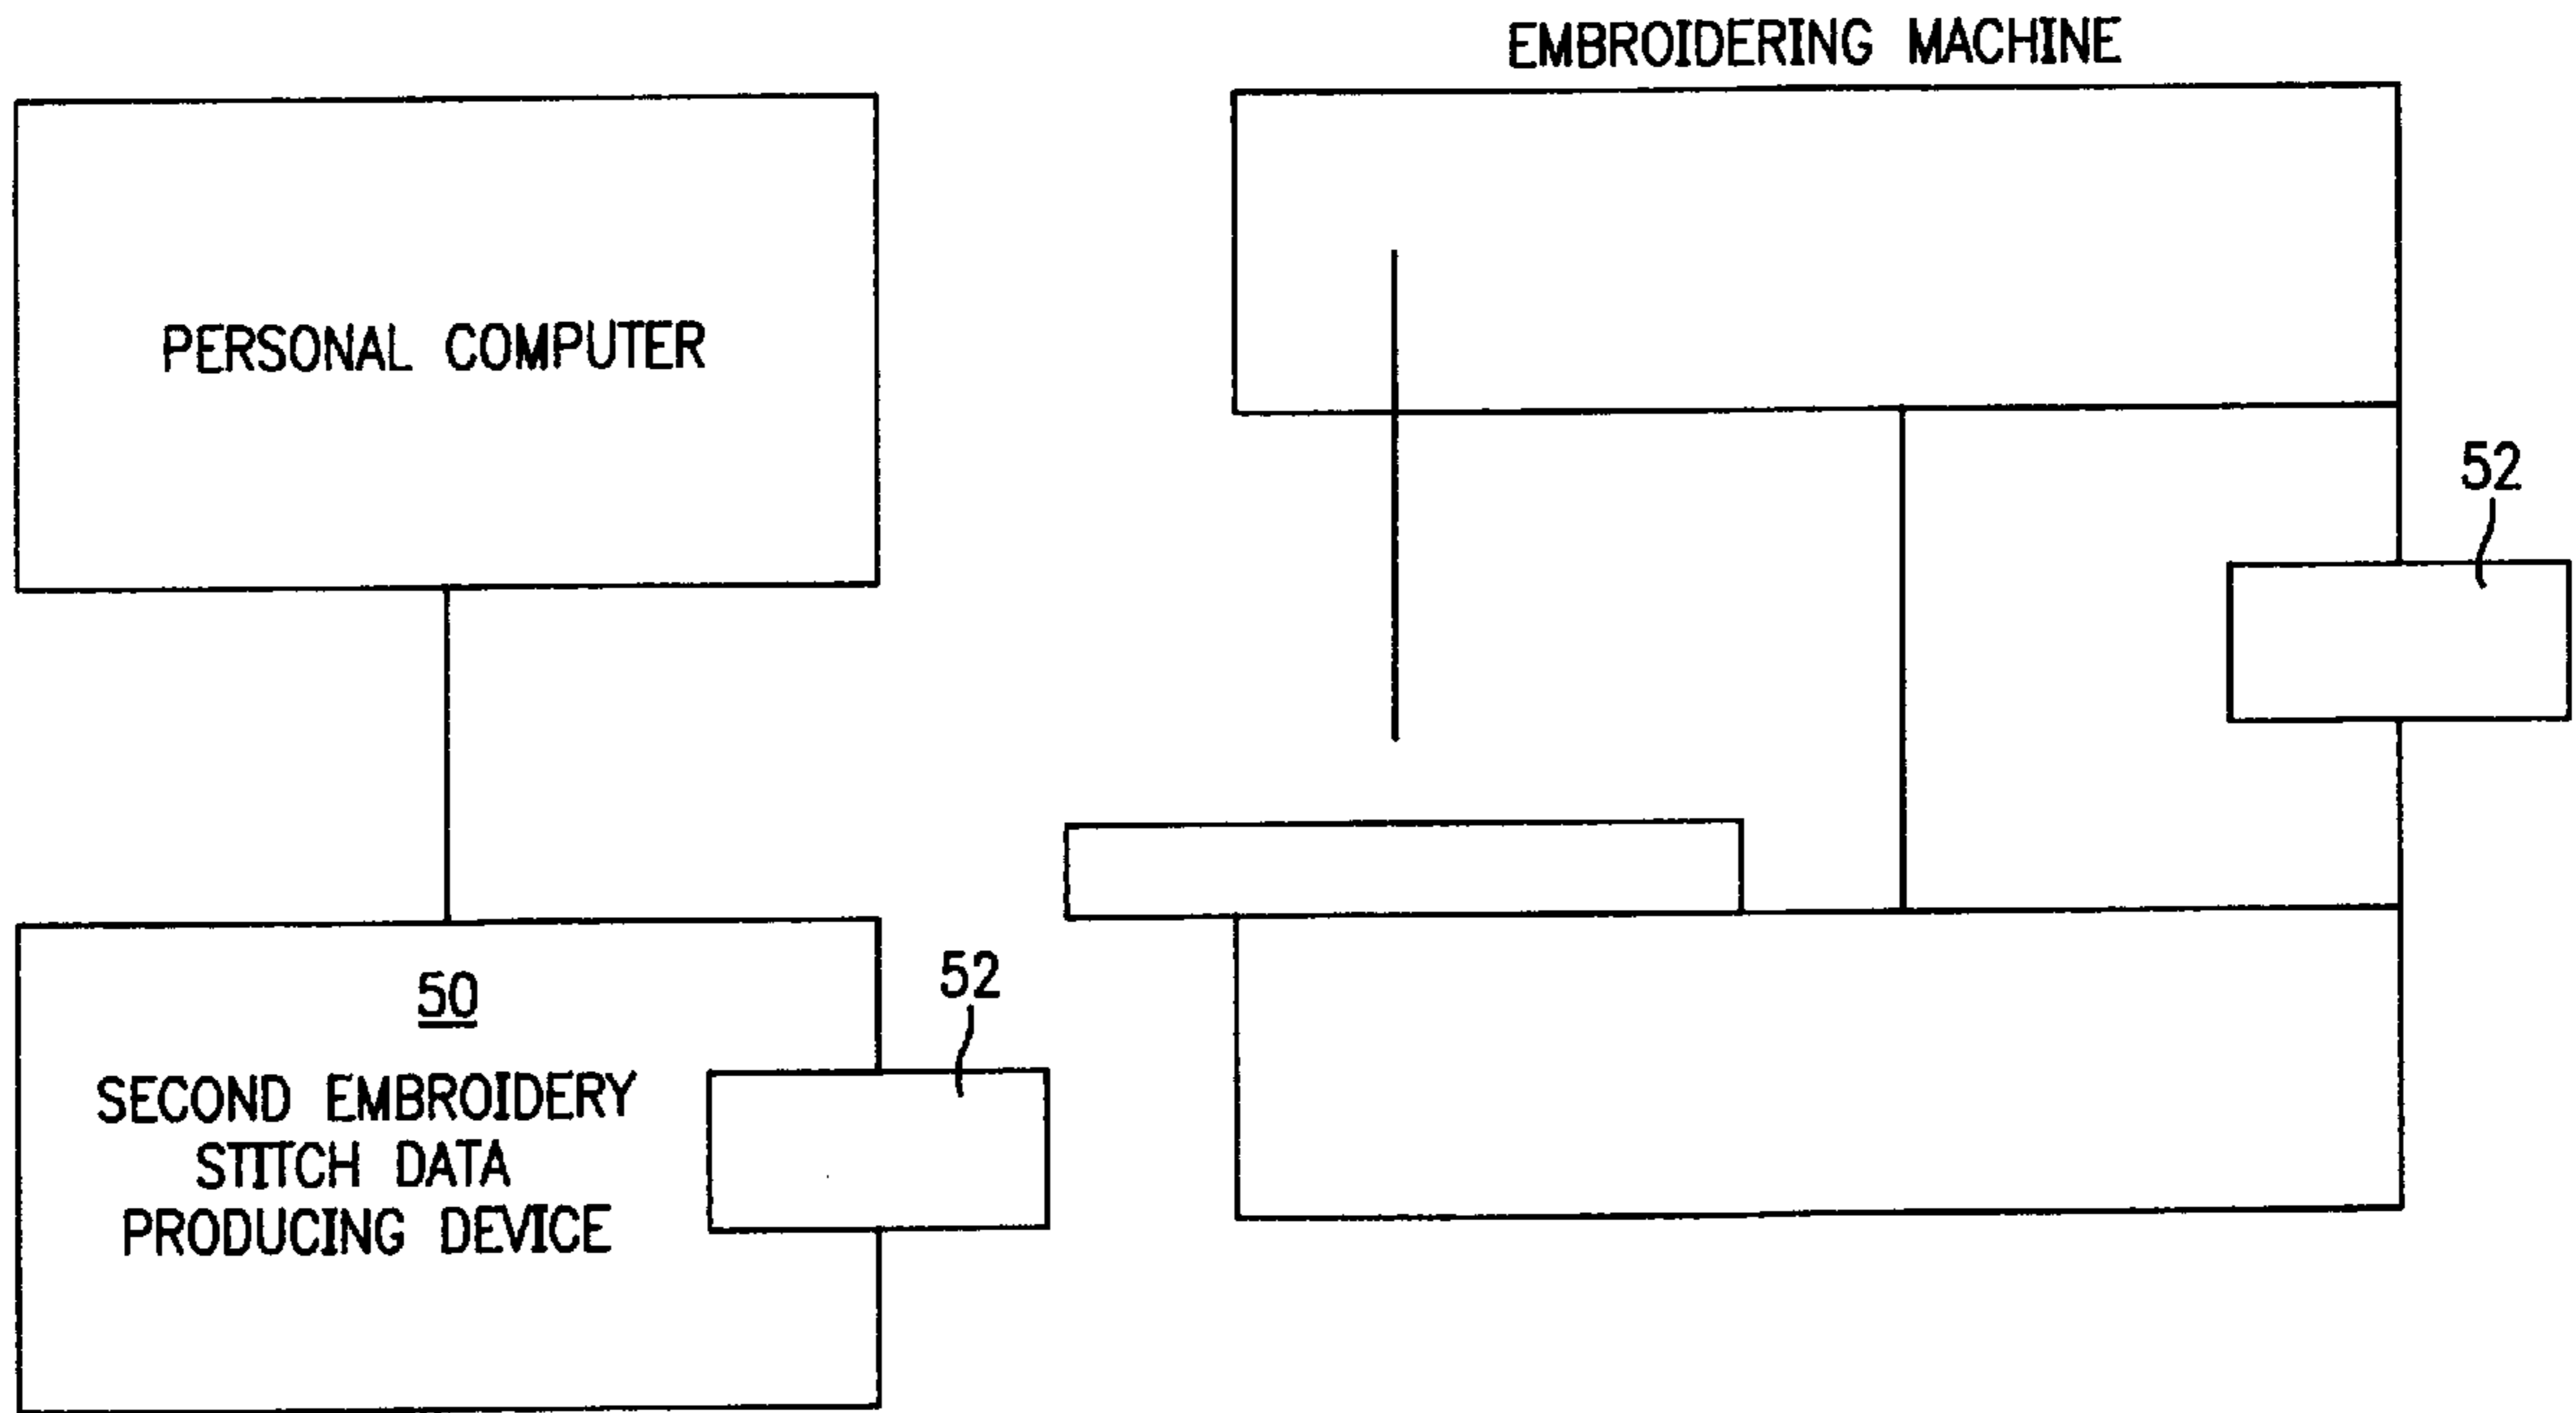 EMBROIDERING MACHINE
PERSONAL COMPUTER
52
50
52
SECOND EMBROIDERY
STITCH DATA
PRODUCING DEVICE